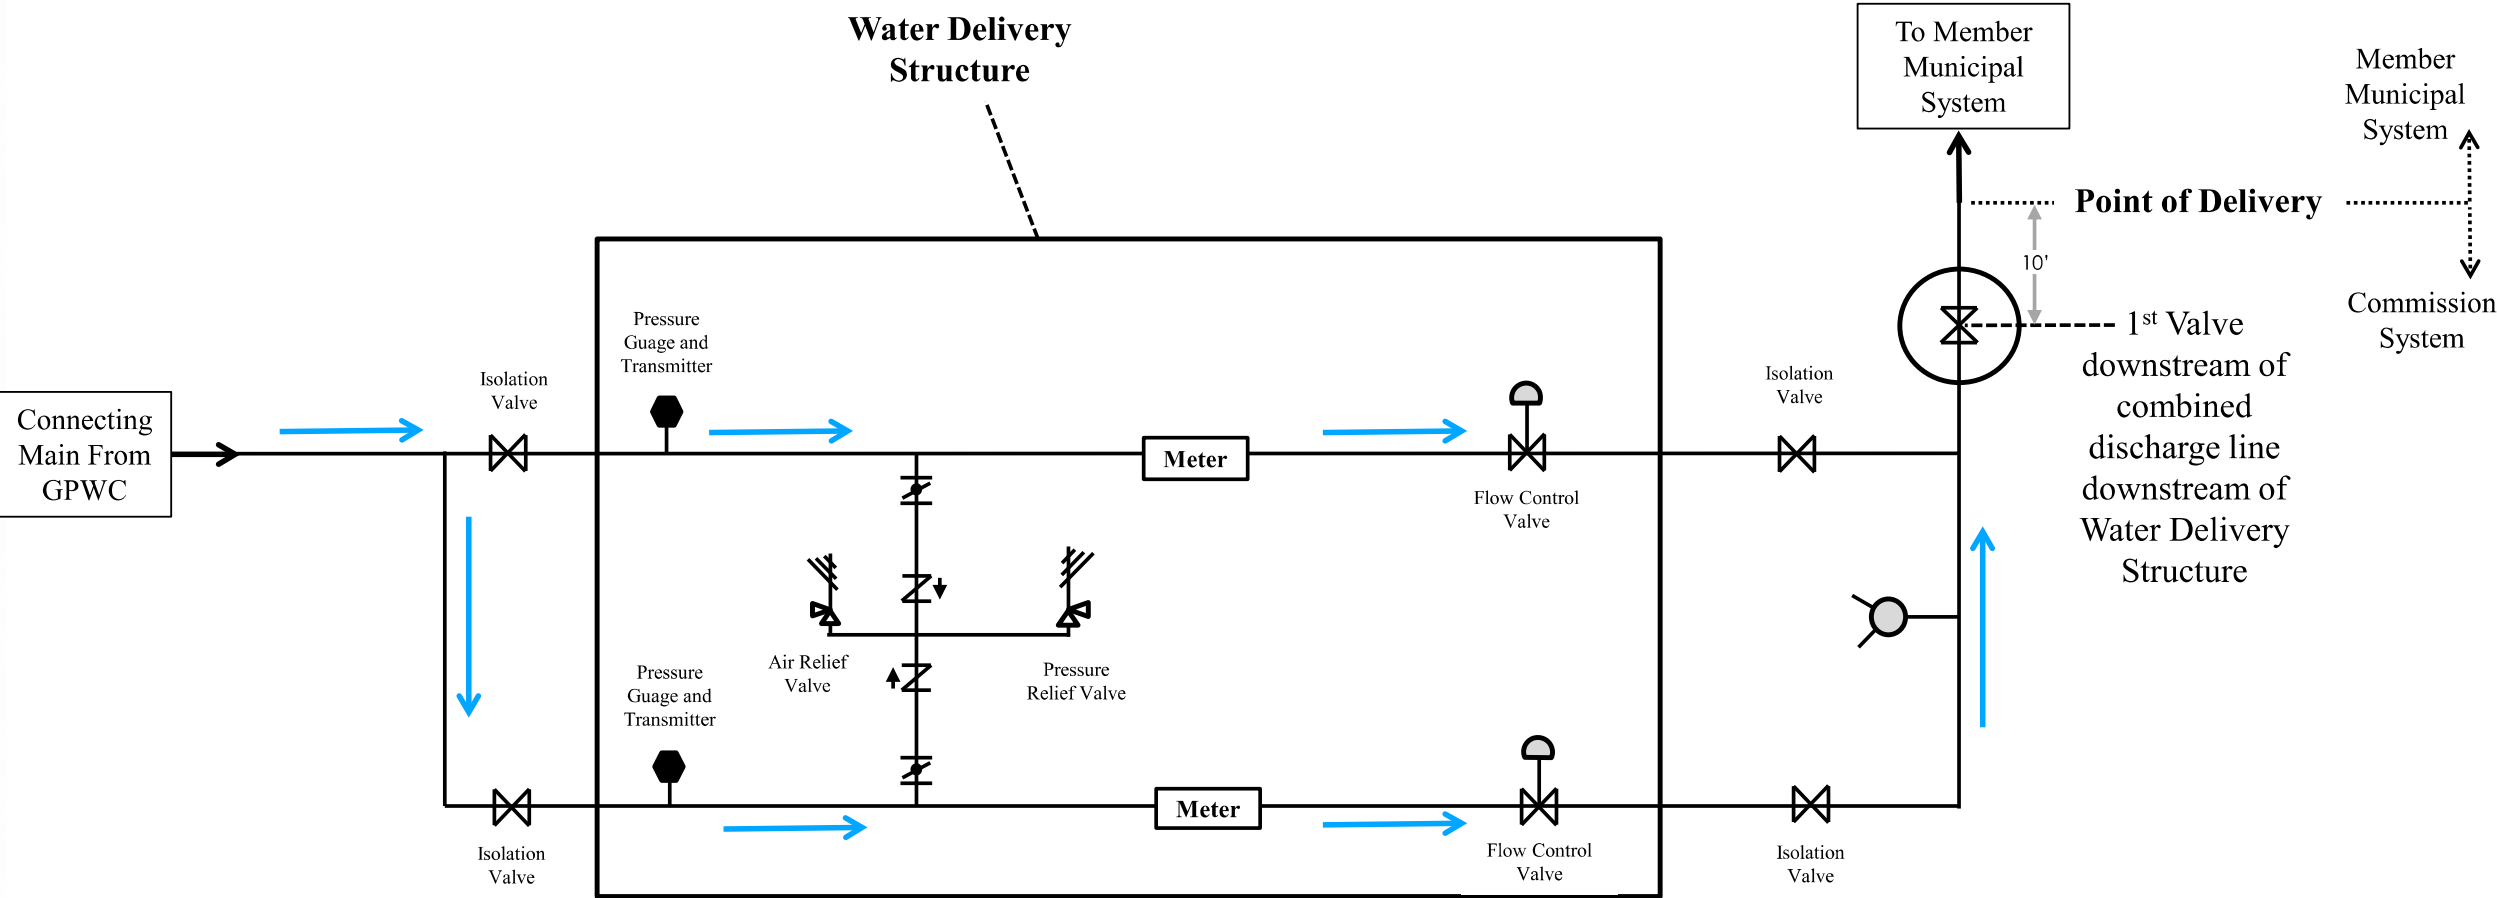 Water Delivery
Structure
To Member
Municipal
System
Member
Municipal
System
Point of Delivery
10'
Commission
System
1st Valve
downstream of
combined
discharge line
downstream of
Water Delivery
Structure
Connecting
Main From
GPWC
Isolation
Valve
Pressure
Guage and
Transmitter
Meter
Flow Control
Valve
Isolation
Valve
Air Relief
Valve
Pressure
Relief Valve
Pressure
Guage and
Transmitter
Isolation
Valve
Meter
Flow Control
Valve
Isolation
Valve